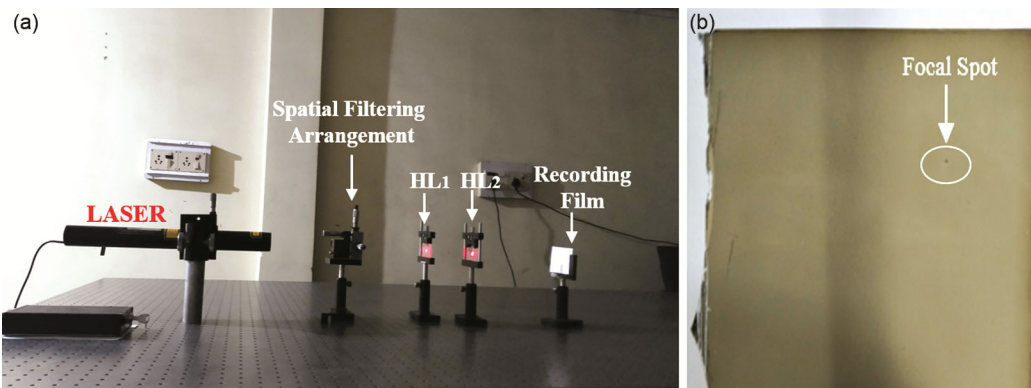 (a)
Spatial Filtering
Arrangement
HL1 HL2
Recording
Film
LASER
(b)
Focal Spot